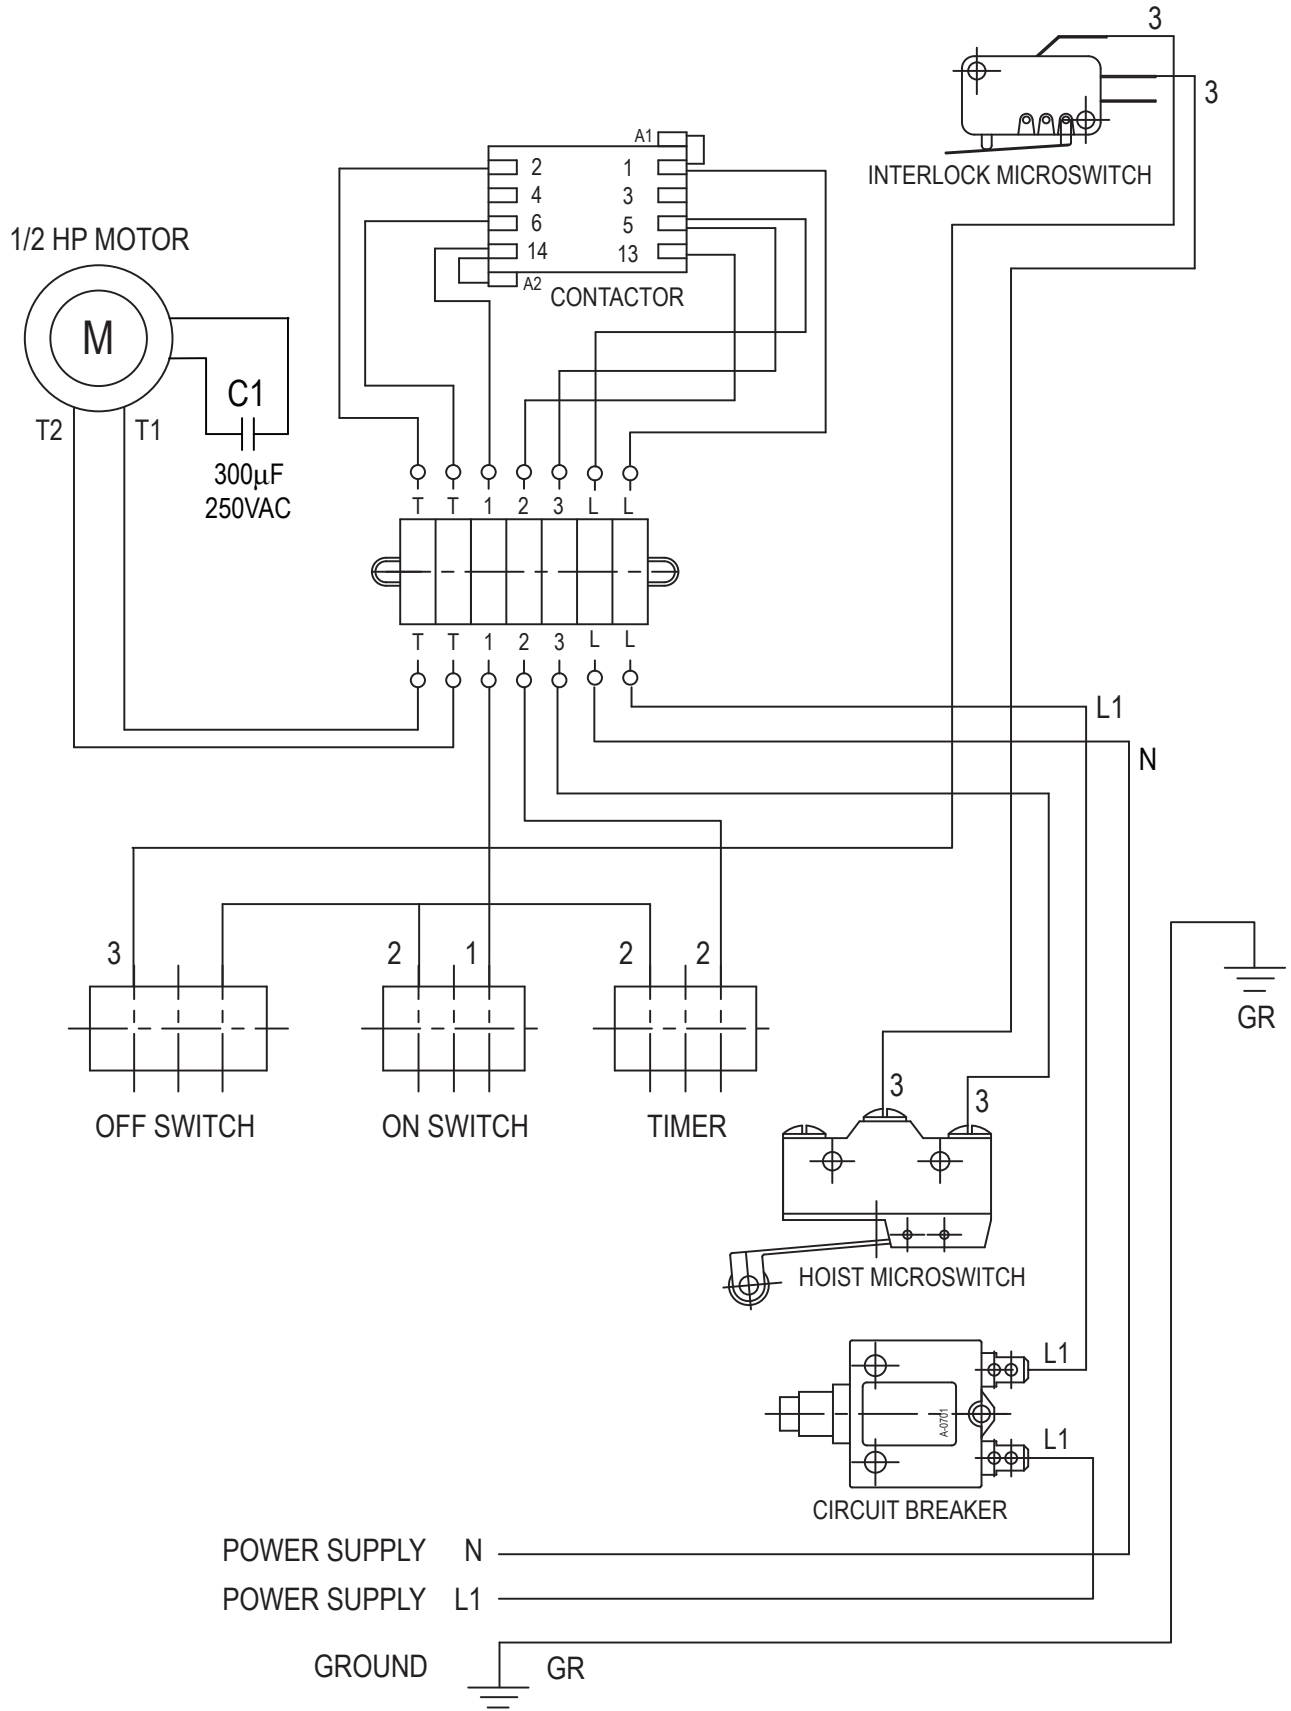 3
3
INTERLOCK MICROSWITCH
A1
2 1
4 3
6 5
14 13
A2
CONTACTOR
1/2 HP MOTOR
M
C1
T2 T1
300μF
250VAC
T T 1 2 3 L L
T T 1 2 3 L L
L1
N
3 2 1 2 2
OFF SWITCH ON SWITCH TIMER
GR
3
3
HOIST MICROSWITCH
L1
A-0701
L1
CIRCUIT BREAKER
POWER SUPPLY N
POWER SUPPLY L1
GROUND GR